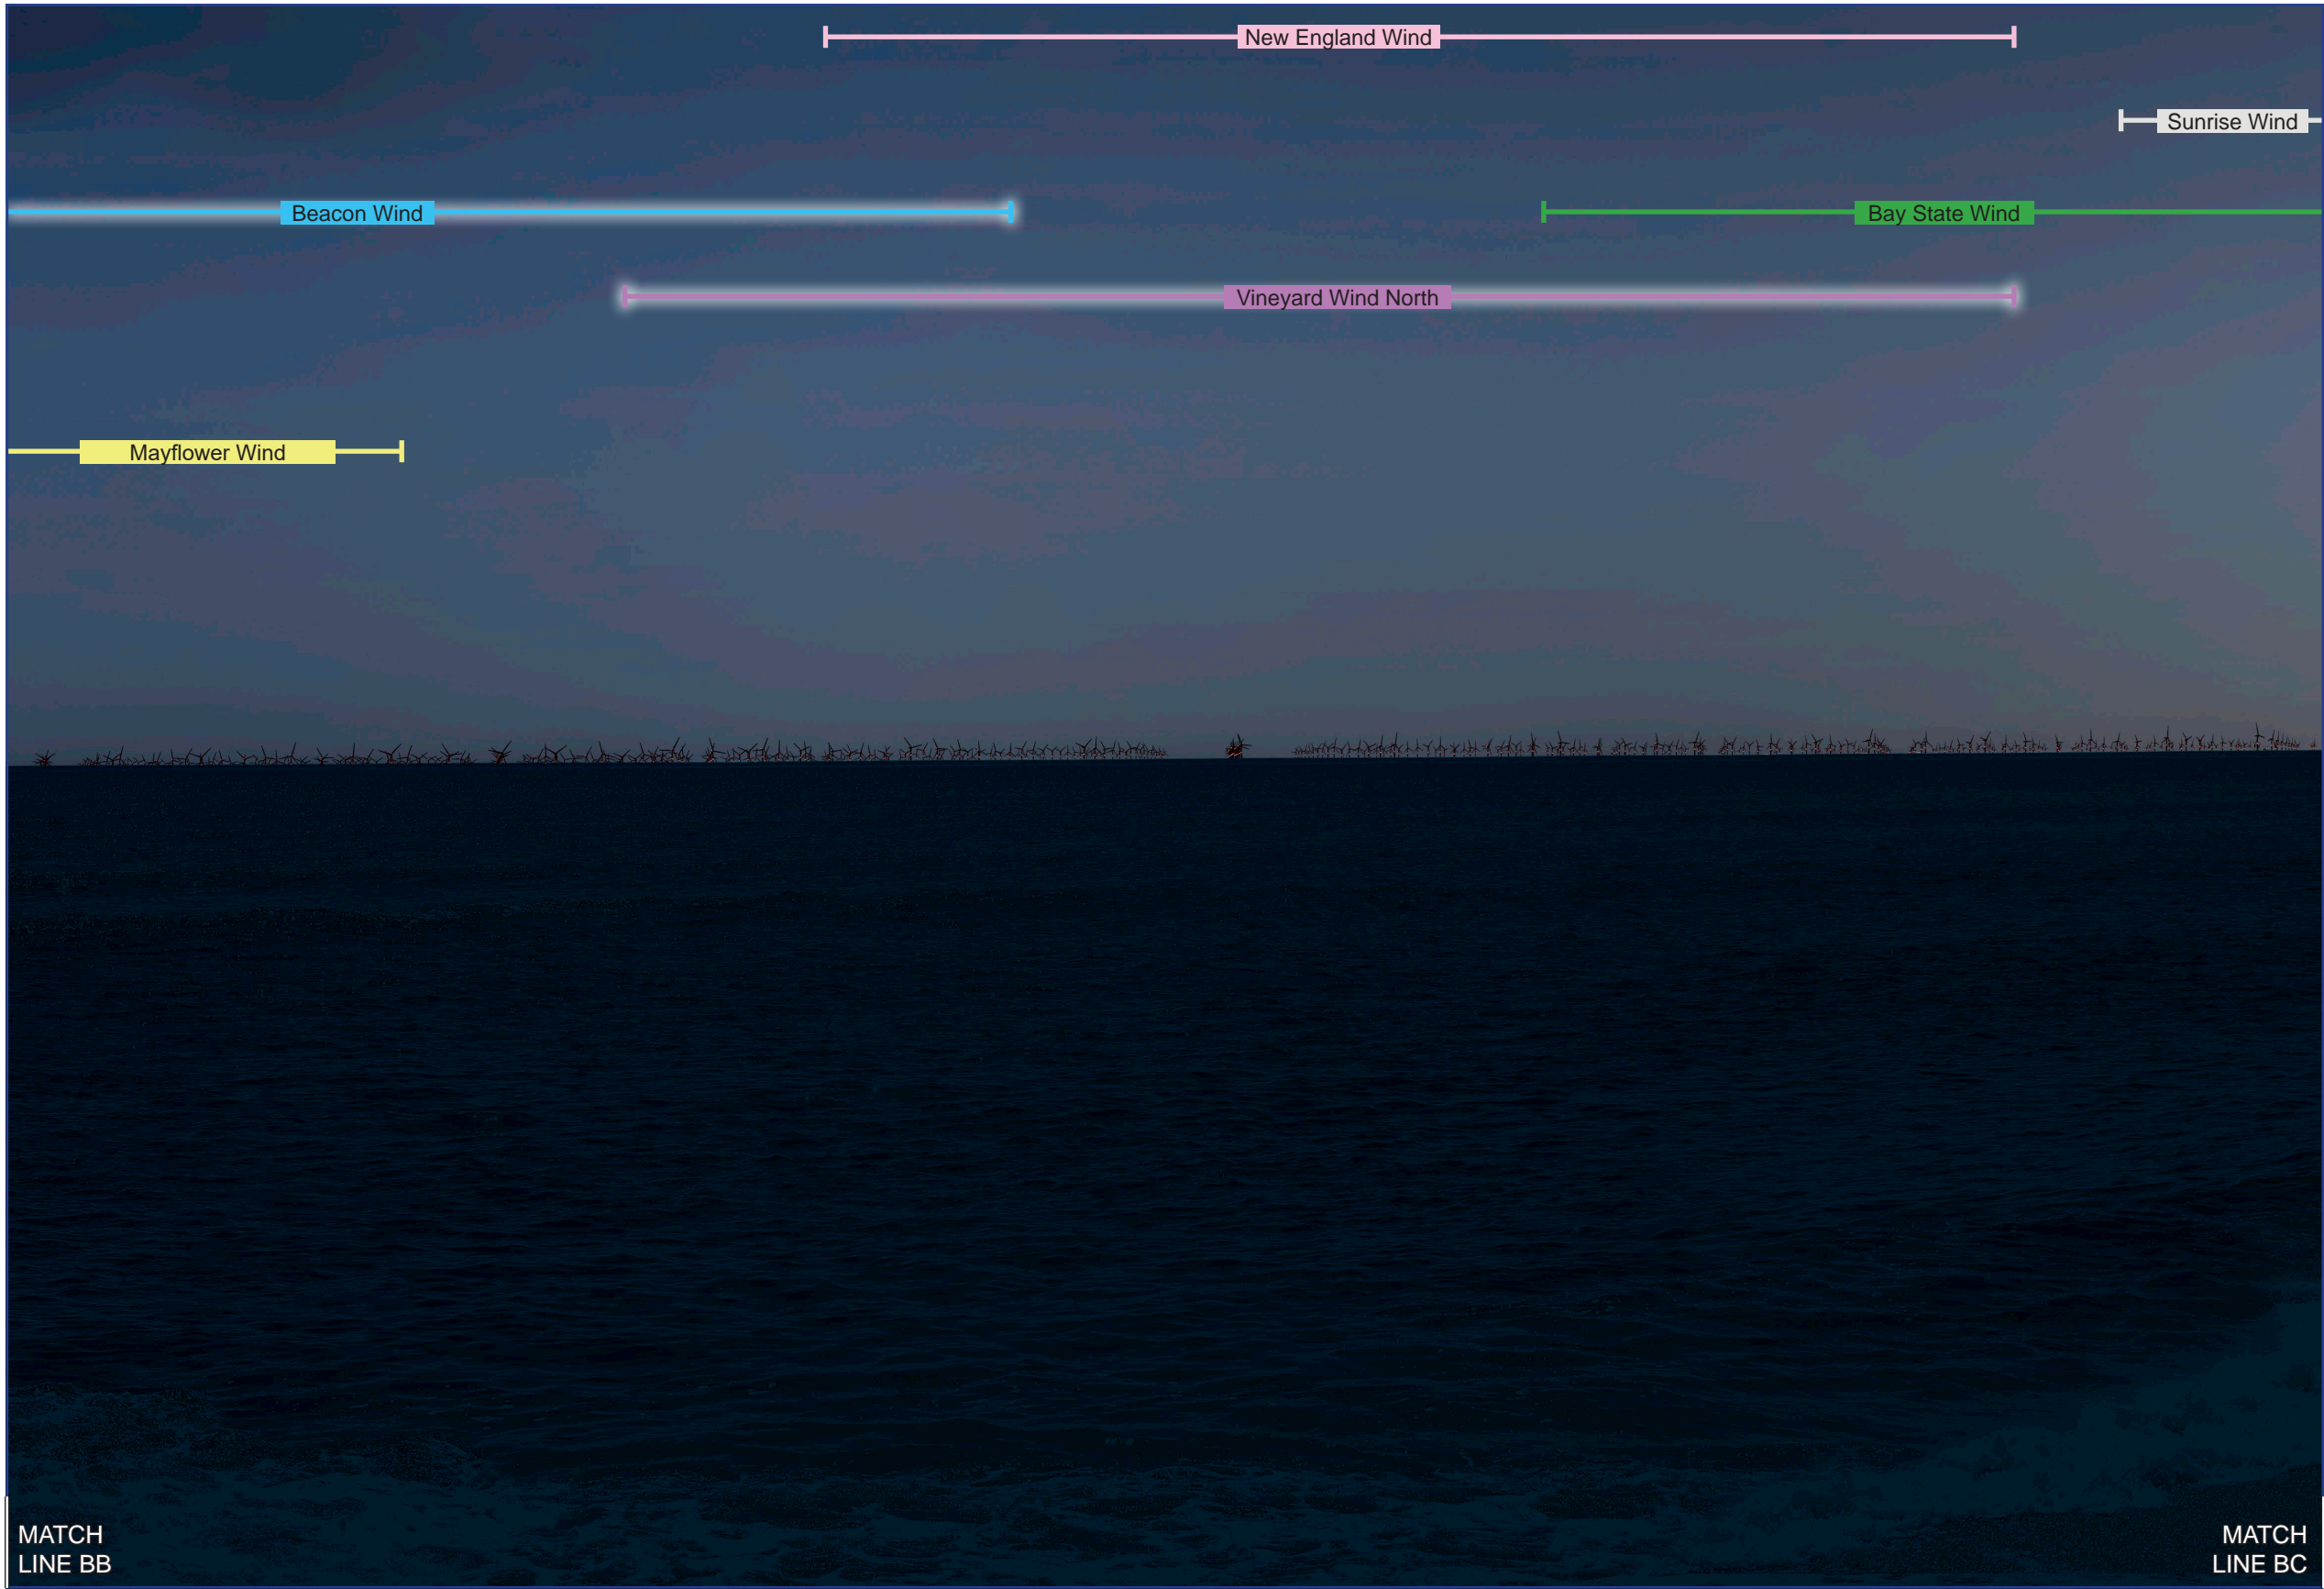 New England Wind
Sunrise Wind
Beacon Wind
Bay State Wind
Vineyard Wind North
Mayflower Wind
MATCH
LINE BB
MATCH
LINE BC